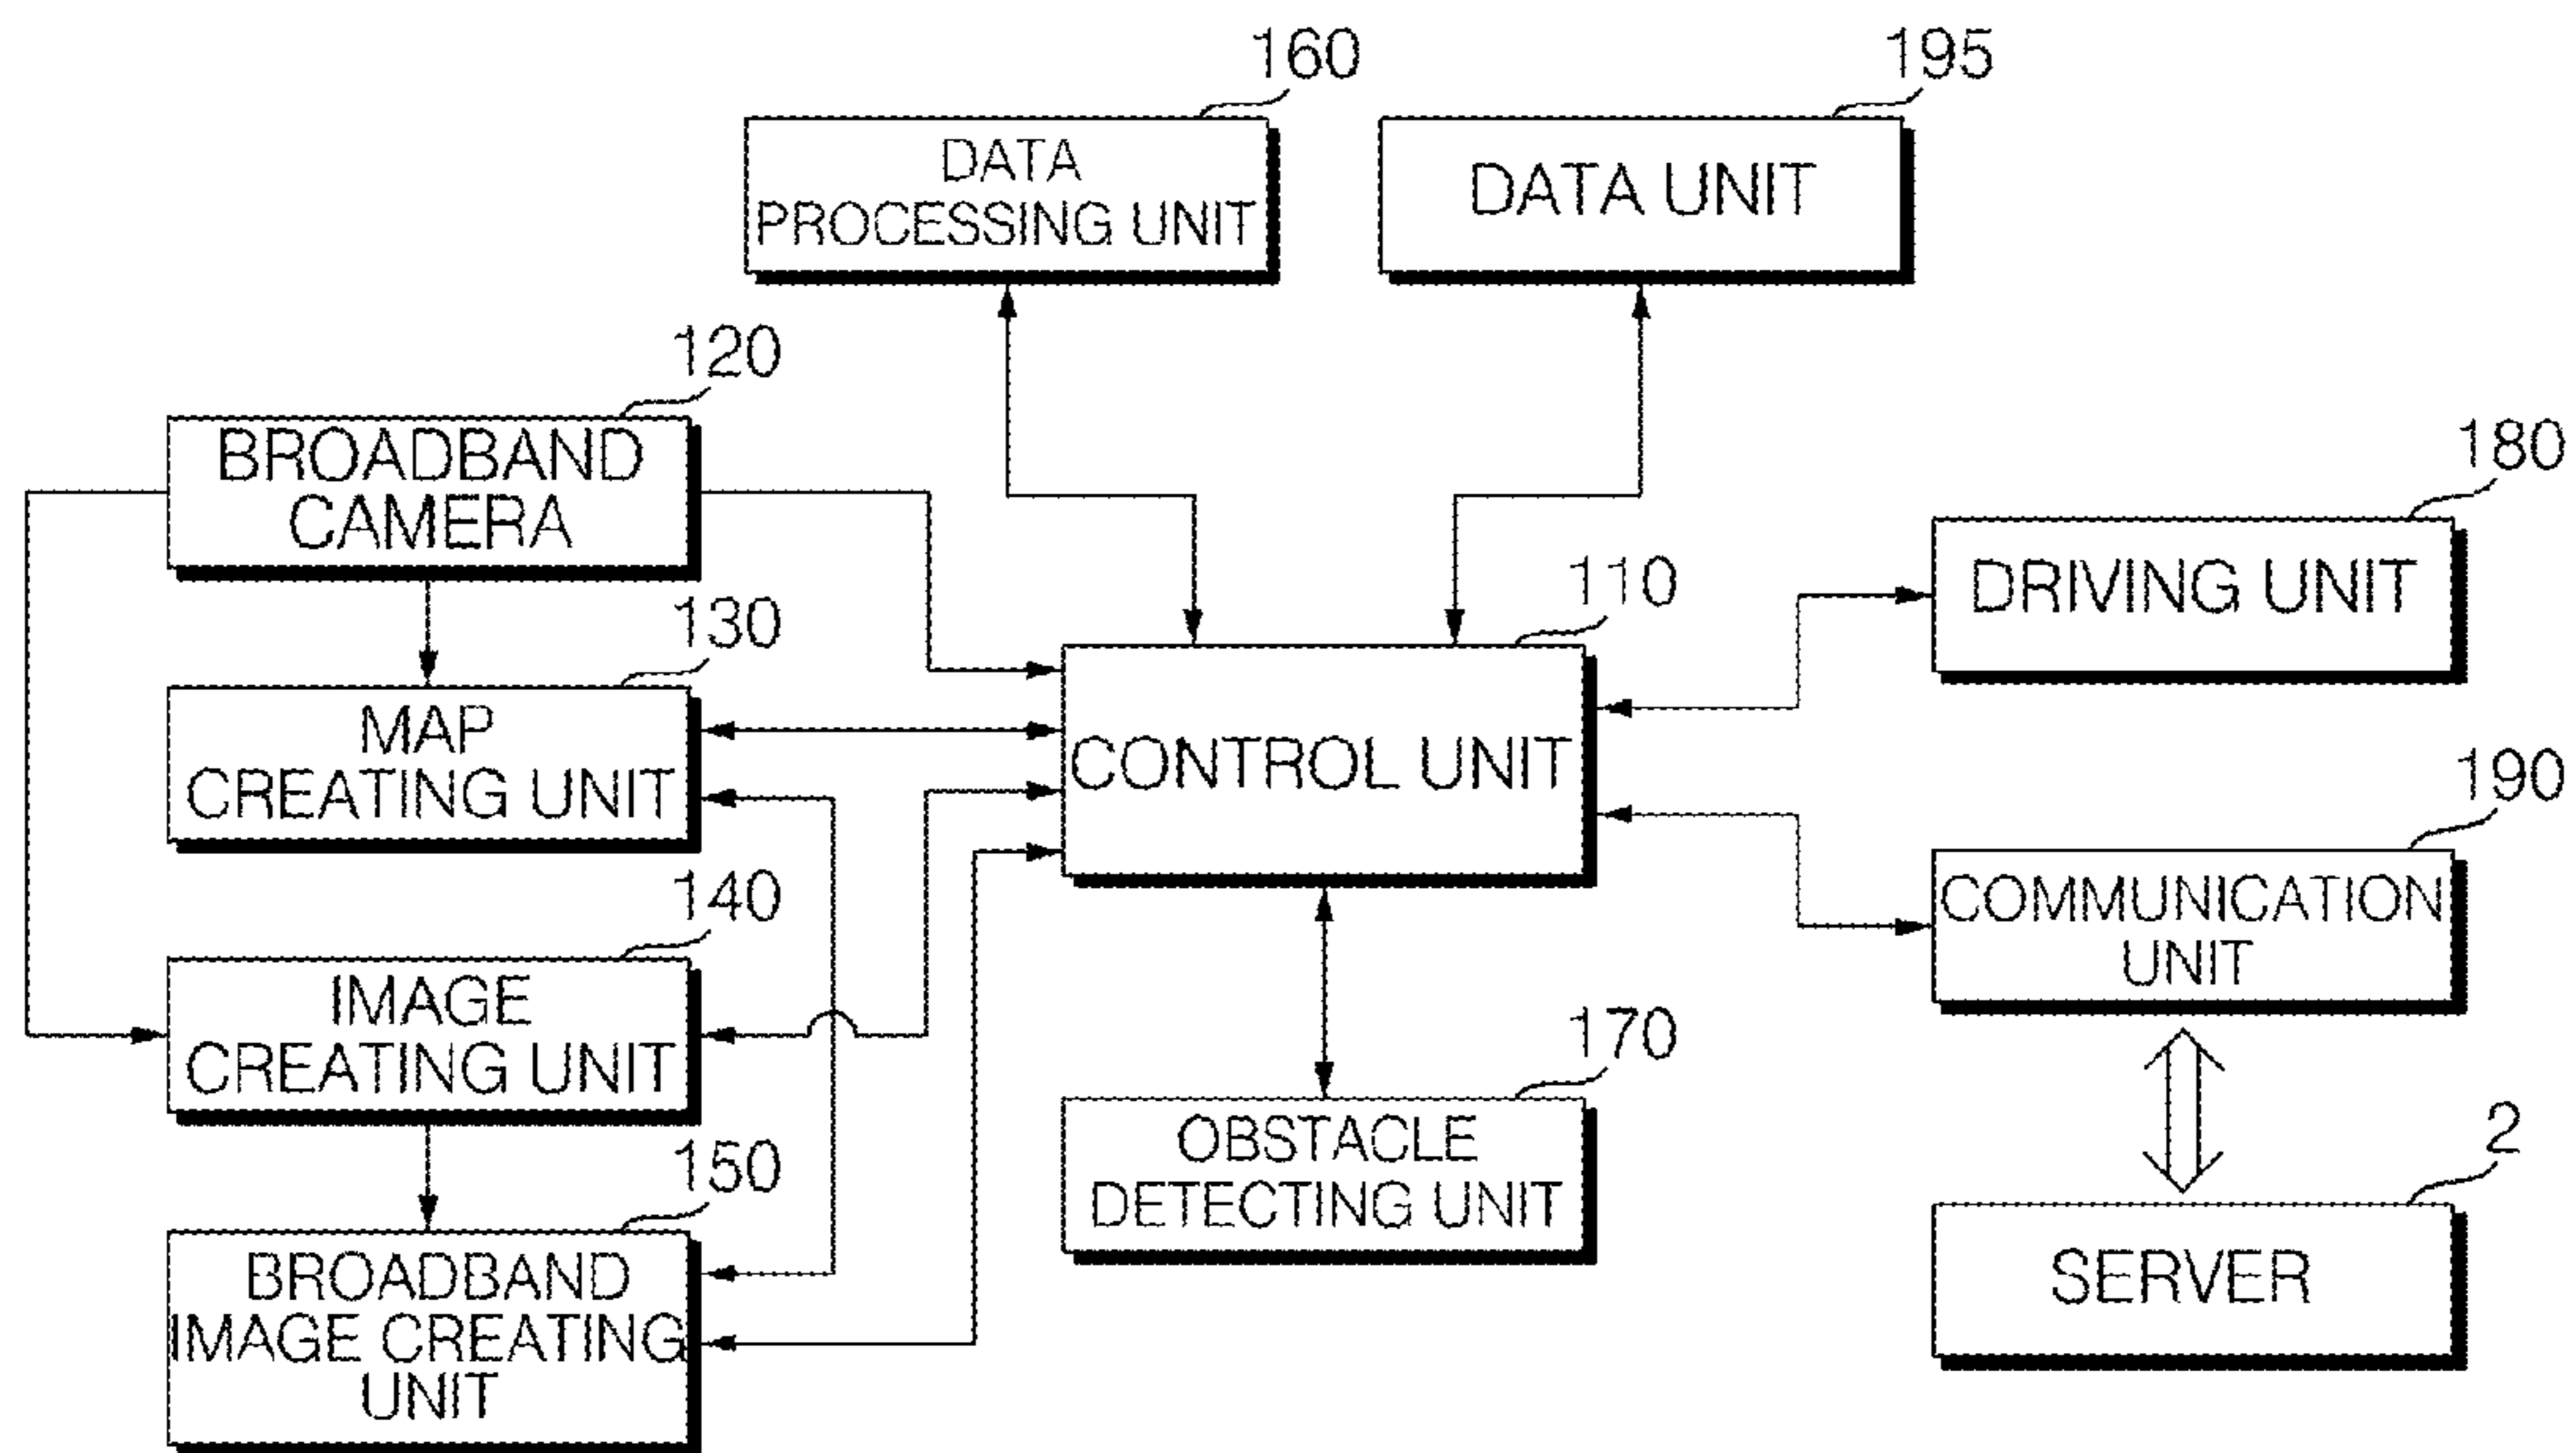 160
DATA
PROCESSING UNIT
195
DATA UNIT
120
BROADBAND
CAMERA
180
DRIVING UNIT
110
CONTROL UNIT
130
MAP
CREATING UNIT
190
COMMUNICATION
UNIT
140
IMAGE
CREATING UNIT
170
OBSTACLE
DETECTING UNIT
2
SERVER
150
BROADBAND
IMAGE CREATING
UNIT